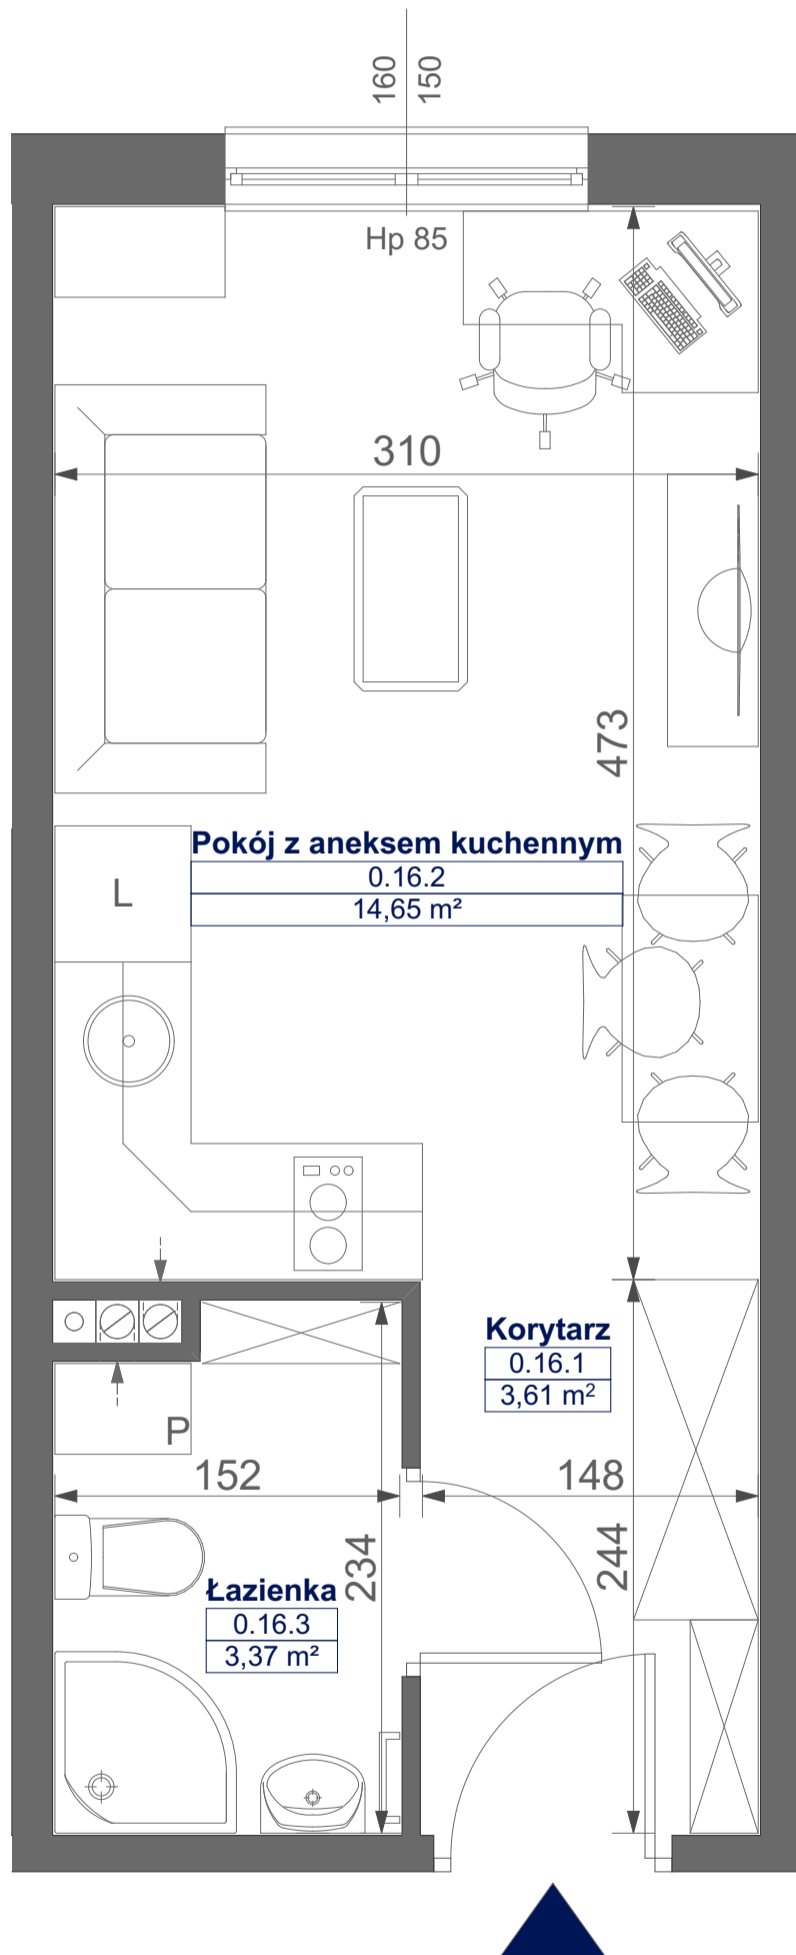 160
150
Hp 85
310
473
Pokój z aneksem kuchennym
0.16.2
14,65 m²
L
Korytarz
0.16.1
3,61 m²
P
152
148
234
244
Łazienka
0.16.3
3,37 m²